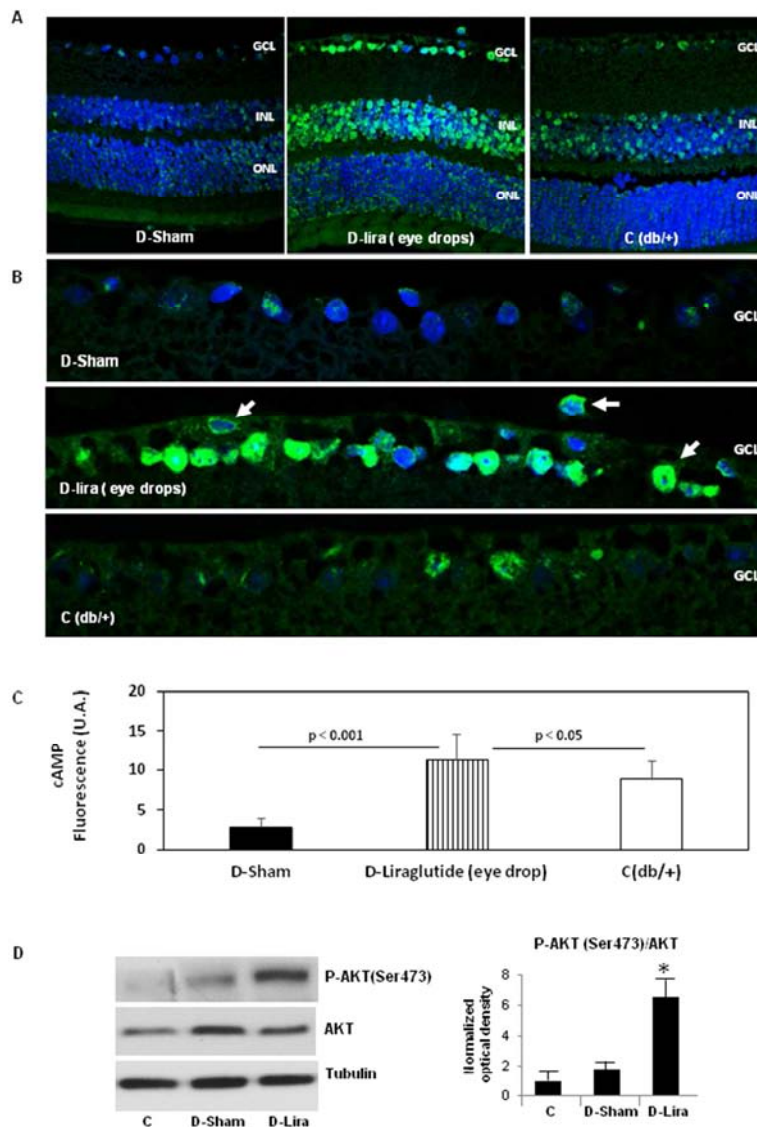 A
GCL
INL
ONL
D-Sham
GCL
INL
ONL
D-lira ( eye drops)
GCL
INL
ONL
C (db/+)
B
GCL
D-Sham
GCL
D-lira ( eye drops)
GCL
C (db/+)
C
cAMP
Fluorescence (U.A.)
20
15
10
5
0
p < 0.001
p < 0.05
D-Sham
D-Liraglutide (eye drop)
C(db/+)
D
P-AKT(Ser473)
AKT
Tubulin
C D-Sham D-Lira
P-AKT (Ser473)/AKT
Normalized
optical density
8
6
4
2
0
*
C D-Sham D-Lira